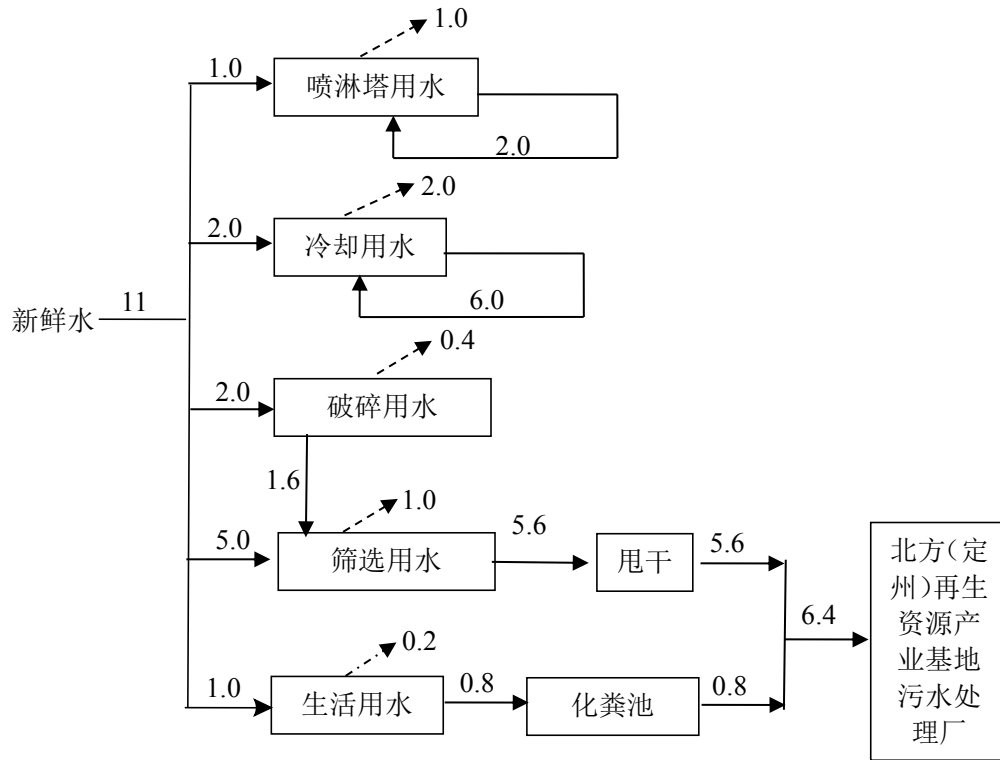 1.0
1.0
喷淋塔用水
2.0
2.0
2.0
冷却用水
6.0
新鲜水
11
0.4
2.0
破碎用水
1.6
1.0
5.0
筛选用水
5.6
甩干
5.6
北方（定
州）再生
资源产
业基地
污水处
理厂
6.4
0.2
1.0
生活用水
0.8
化粪池
0.8